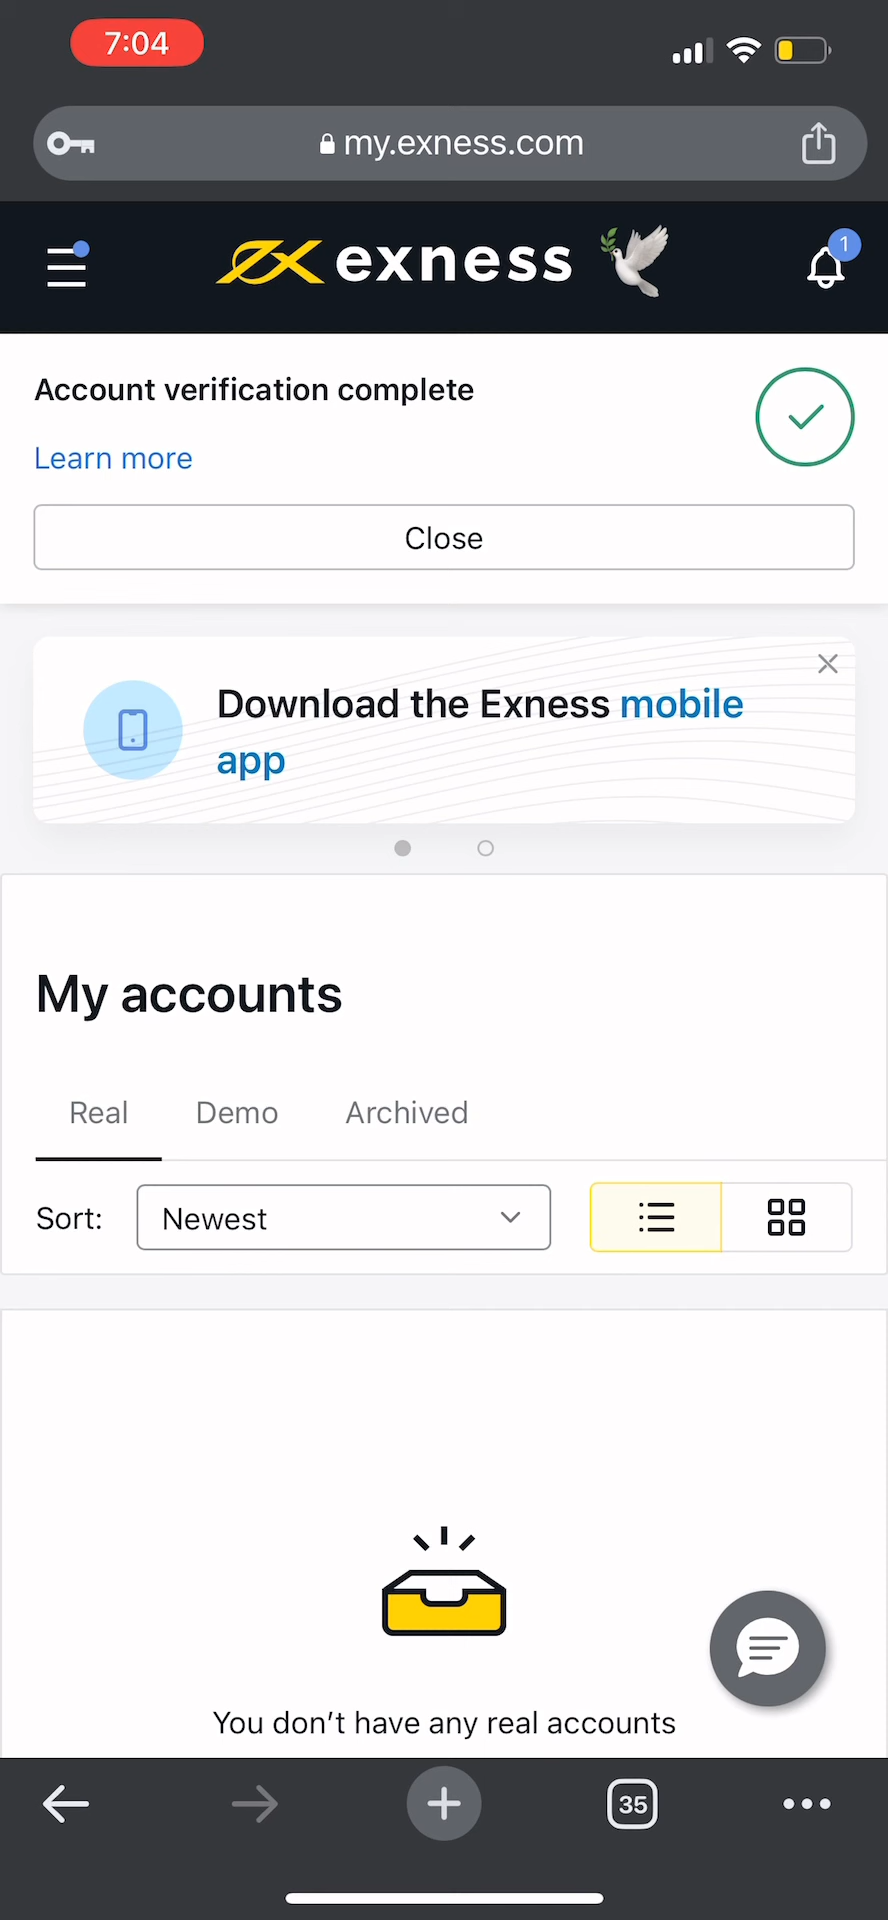 7:04
my.exness.com
exness
1
Account verification complete
Learn more
Close
Download the Exness mobile
app
My accounts
Real Demo Archived
Sort: Newest
You don't have any real accounts
35